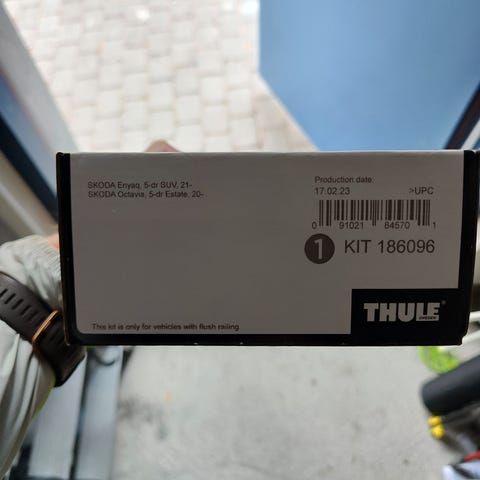 SKODA Enyaq, 5-dr SUV, 21-
SKODA Octavia, 5-dr Estate, 20-
Production date:
17.02.23 >UPC
0 91021 84570 1
1 KIT 186096
THULE
SWEDEN
This kit is only for vehicles with flush railing